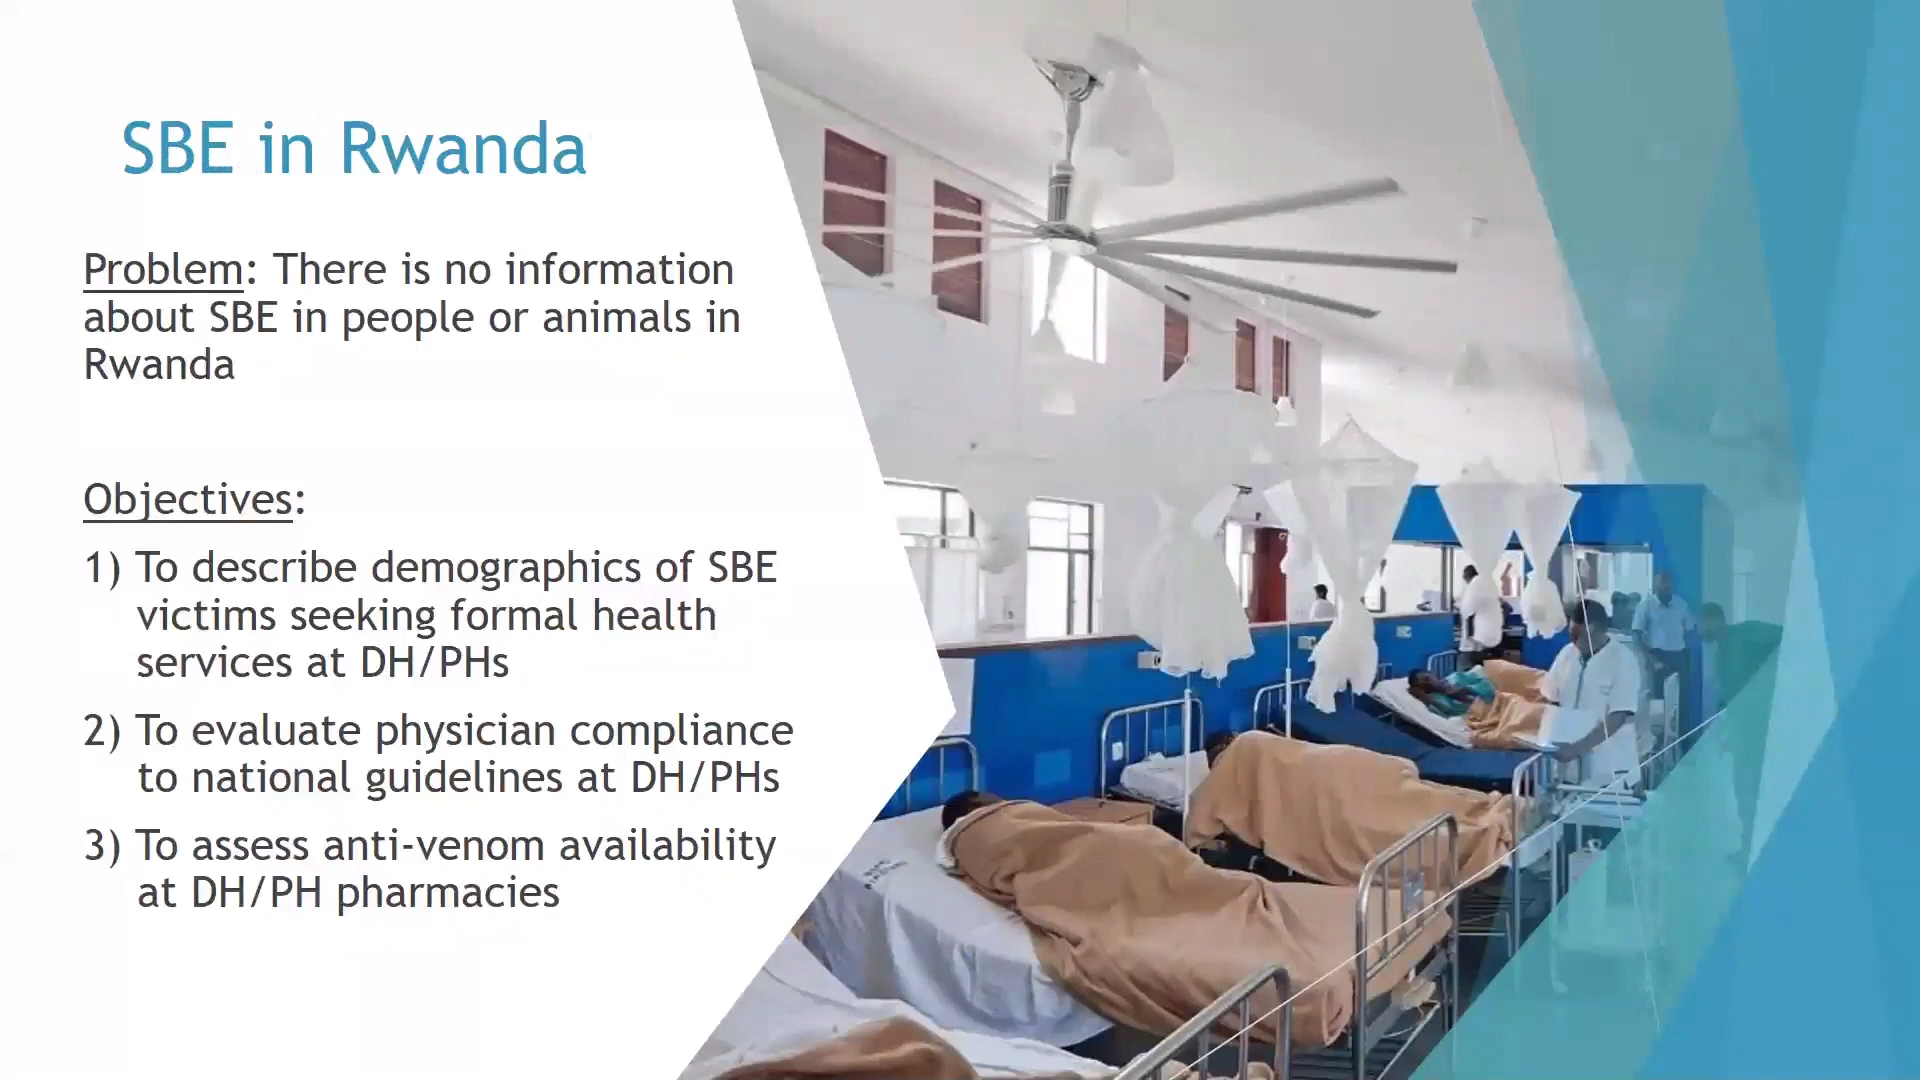 SBE in Rwanda
Problem: There is no information
about SBE in people or animals in
Rwanda
Objectives:
1) To describe demographics of SBE
victims seeking formal health
services at DH/PHs
2) To evaluate physician compliance
to national guidelines at DH/PHs
3) To assess anti-venom availability
at DH/PH pharmacies